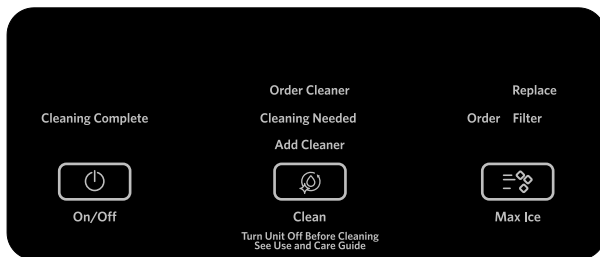 Order Cleaner
Replace
Cleaning Complete
Cleaning Needed
Order Filter
Add Cleaner
On/Off
Clean
Max Ice
Turn Unit Off Before Cleaning
See Use and Care Guide